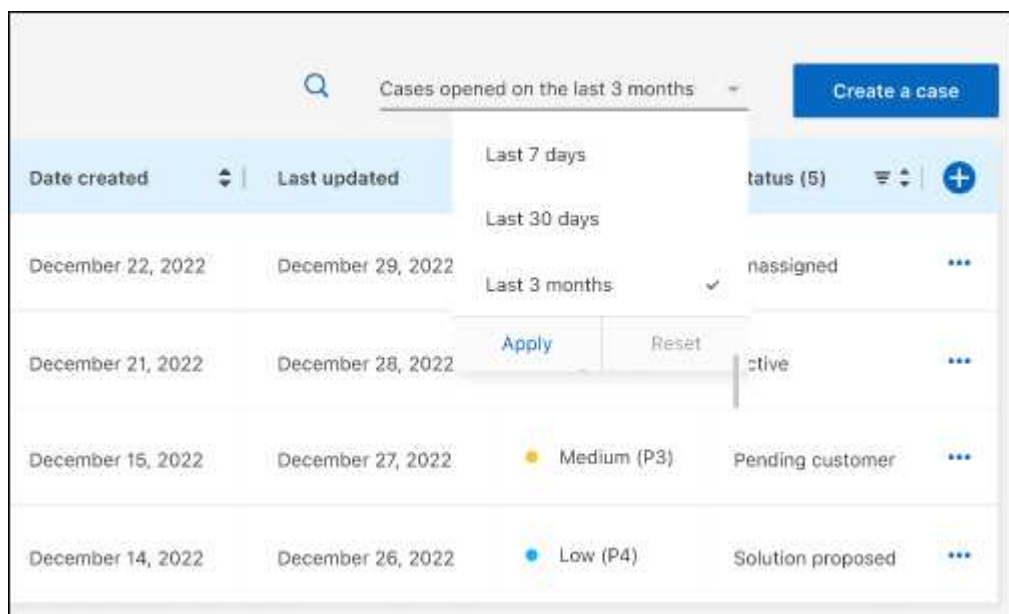 Cases opened on the last 3 months
Create a case
Date created
Last updated
tatus (5)
Last 7 days
Last 30 days
Last 3 months
Apply
Reset
December 22, 2022
December 29, 2022
nassigned
December 21, 2022
December 28, 2022
ctive
December 15, 2022
December 27, 2022
Medium (P3)
Pending customer
December 14, 2022
December 26, 2022
Low (P4)
Solution proposed